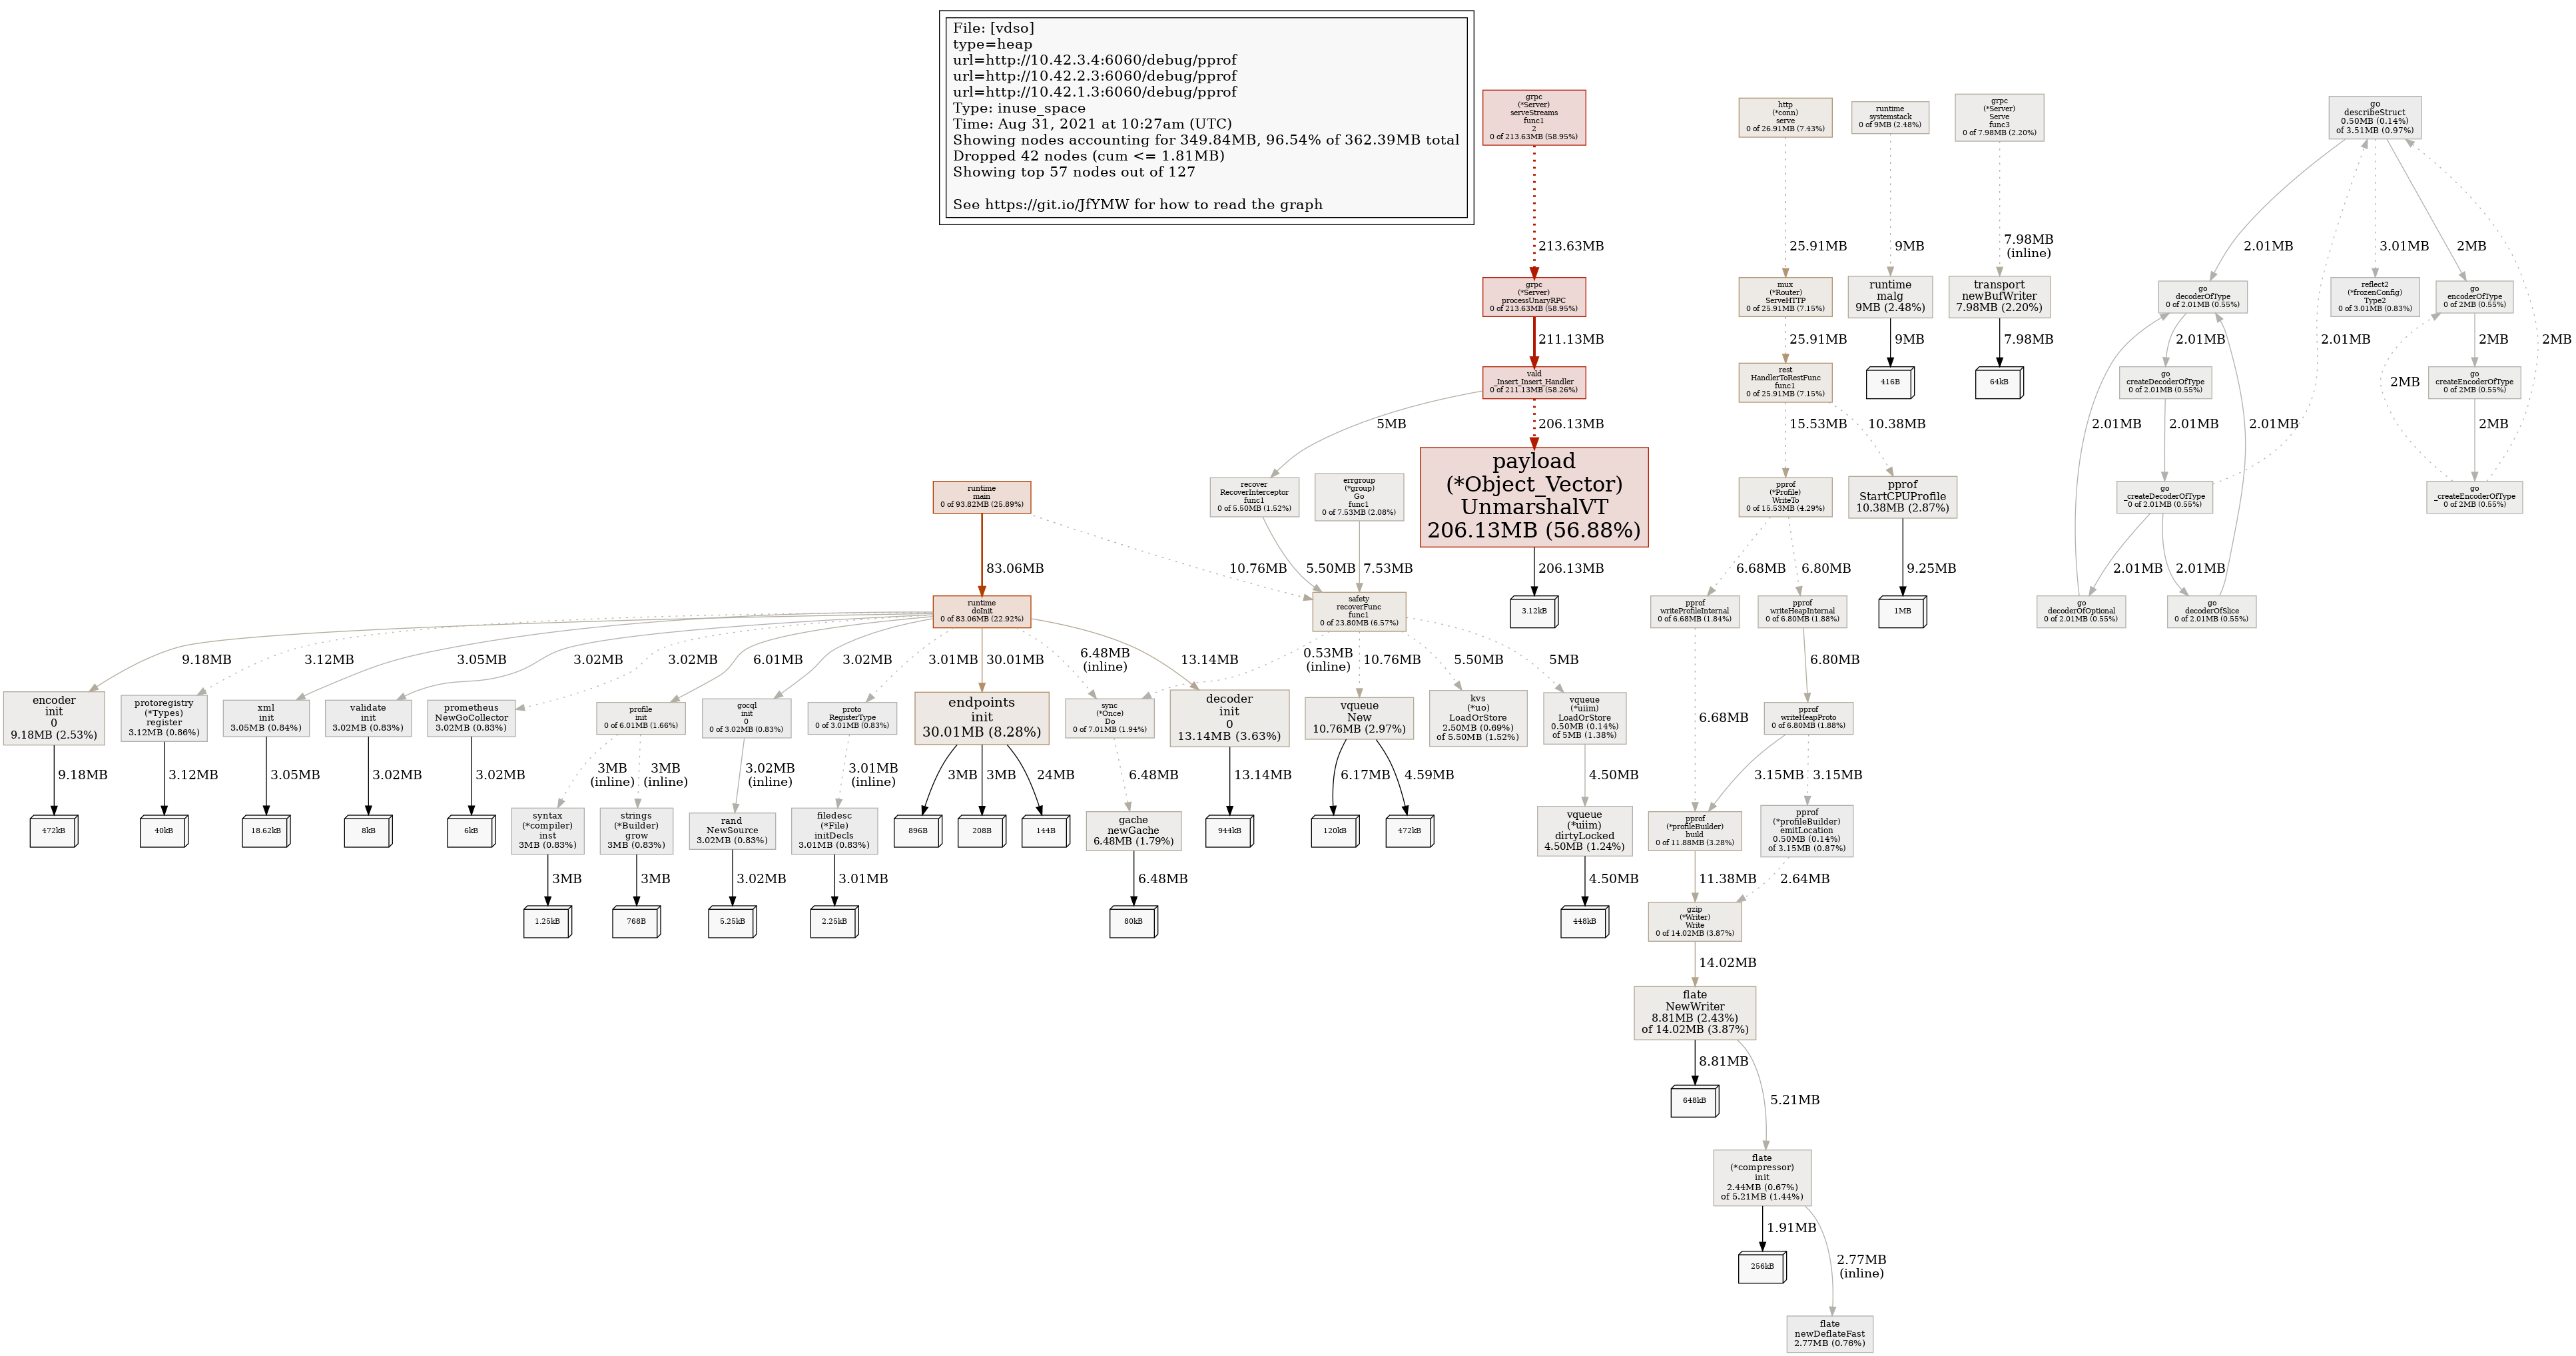 File: [vdso]
type=heap
url=http://10.42.3.4:6060/debug/pprof
url=http://10.42.2.3:6060/debug/pprof
url=http://10.42.1.3:6060/debug/pprof
Type: inuse_space
Time: Aug 31, 2021 at 10:27am (UTC)
Showing nodes accounting for 349.84MB, 96.54% of 362.39MB total
Dropped 42 nodes (cum <= 1.81MB)
Showing top 57 nodes out of 127
See https://git.io/JfYMW for how to read the graph
grpc
(*Server)
serveStreams
func1
2
0 of 213.63MB (58.95%)
http
(*conn)
serve
0 of 26.91MB (7.43%)
runtime
systemstack
0 of 9MB (2.48%)
grpc
(*Server)
Serve
func3
0 of 7.98MB (2.20%)
go
describeStruct
0.50MB (0.14%)
of 3.51MB (0.97%)
213.63MB
25.91MB
9MB
7.98MB
(inline)
2.01MB
3.01MB
2MB
grpc
(*Server)
processUnaryRPC
0 of 213.63MB (58.95%)
mux
(*Router)
ServeHTTP
0 of 25.91MB (7.15%)
runtime
malg
9MB (2.48%)
transport
newBufWriter
7.98MB (2.20%)
go
decoderOfType
0 of 2.01MB (0.55%)
reflect2
(*frozenConfig)
Type2
0 of 3.01MB (0.83%)
go
encoderOfType
0 of 2MB (0.55%)
211.13MB
25.91MB
9MB
7.98MB
2.01MB
2.01MB
2MB
2MB
vald
_Insert_Insert_Handler
0 of 211.13MB (58.26%)
rest
HandlerToRestFunc
func1
0 of 25.91MB (7.15%)
416B
64kB
go
createDecoderOfType
0 of 2.01MB (0.55%)
go
createEncoderOfType
0 of 2MB (0.55%)
2MB
5MB
206.13MB
15.53MB
10.38MB
2.01MB
2.01MB
2.01MB
2MB
runtime
main
0 of 93.82MB (25.89%)
recover
RecoverInterceptor
func1
0 of 5.50MB (1.52%)
errgroup
(*group)
Go
func1
0 of 7.53MB (2.08%)
payload
(*Object_Vector)
UnmarshalVT
206.13MB (56.88%)
pprof
(*Profile)
WriteTo
0 of 15.53MB (4.29%)
pprof
StartCPUProfile
10.38MB (2.87%)
go
_createDecoderOfType
0 of 2.01MB (0.55%)
go
_createEncoderOfType
0 of 2MB (0.55%)
83.06MB
10.76MB
5.50MB
7.53MB
206.13MB
6.68MB
6.80MB
9.25MB
2.01MB
2.01MB
runtime
doInit
0 of 83.06MB (22.92%)
safety
recoverFunc
func1
0 of 23.80MB (6.57%)
3.12kB
pprof
writeProfileInternal
0 of 6.68MB (1.84%)
pprof
writeHeapInternal
0 of 6.80MB (1.88%)
1MB
go
decoderOfOptional
0 of 2.01MB (0.55%)
go
decoderOfSlice
0 of 2.01MB (0.55%)
9.18MB
3.12MB
3.05MB
3.02MB
3.02MB
6.01MB
3.02MB
3.01MB
30.01MB
6.48MB
(inline)
13.14MB
0.53MB
(inline)
10.76MB
5.50MB
5MB
6.80MB
encoder
init
0
9.18MB (2.53%)
protoregistry
(*Types)
register
3.12MB (0.86%)
xml
init
3.05MB (0.84%)
validate
init
3.02MB (0.83%)
prometheus
NewGoCollector
3.02MB (0.83%)
profile
init
0 of 6.01MB (1.66%)
gocql
init
0
0 of 3.02MB (0.83%)
proto
RegisterType
0 of 3.01MB (0.83%)
endpoints
init
30.01MB (8.28%)
sync
(*Once)
Do
0 of 7.01MB (1.94%)
decoder
init
0
13.14MB (3.63%)
vqueue
New
10.76MB (2.97%)
kvs
(*uo)
LoadOrStore
2.50MB (0.69%)
of 5.50MB (1.52%)
vqueue
(*uiim)
LoadOrStore
0.50MB (0.14%)
of 5MB (1.38%)
6.68MB
pprof
writeHeapProto
0 of 6.80MB (1.88%)
9.18MB
3.12MB
3.05MB
3.02MB
3.02MB
3MB
(inline)
3MB
(inline)
3.02MB
(inline)
3.01MB
(inline)
3MB
3MB
24MB
6.48MB
13.14MB
6.17MB
4.59MB
4.50MB
3.15MB
3.15MB
472kB
40kB
18.62kB
8kB
6kB
syntax
(*compiler)
inst
3MB (0.83%)
strings
(*Builder)
grow
3MB (0.83%)
rand
NewSource
3.02MB (0.83%)
filedesc
(*File)
initDecls
3.01MB (0.83%)
896B
208B
144B
gache
newGache
6.48MB (1.79%)
944kB
120kB
472kB
vqueue
(*uiim)
dirtyLocked
4.50MB (1.24%)
pprof
(*profileBuilder)
build
0 of 11.88MB (3.28%)
pprof
(*profileBuilder)
emitLocation
0.50MB (0.14%)
of 3.15MB (0.87%)
3MB
3MB
3.02MB
3.01MB
6.48MB
4.50MB
11.38MB
2.64MB
1.25kB
768B
5.25kB
2.25kB
80kB
448kB
gzip
(*Writer)
Write
0 of 14.02MB (3.87%)
14.02MB
flate
NewWriter
8.81MB (2.43%)
of 14.02MB (3.87%)
8.81MB
5.21MB
648kB
flate
(*compressor)
init
2.44MB (0.67%)
of 5.21MB (1.44%)
1.91MB
2.77MB
(inline)
256kB
flate
newDeflateFast
2.77MB (0.76%)